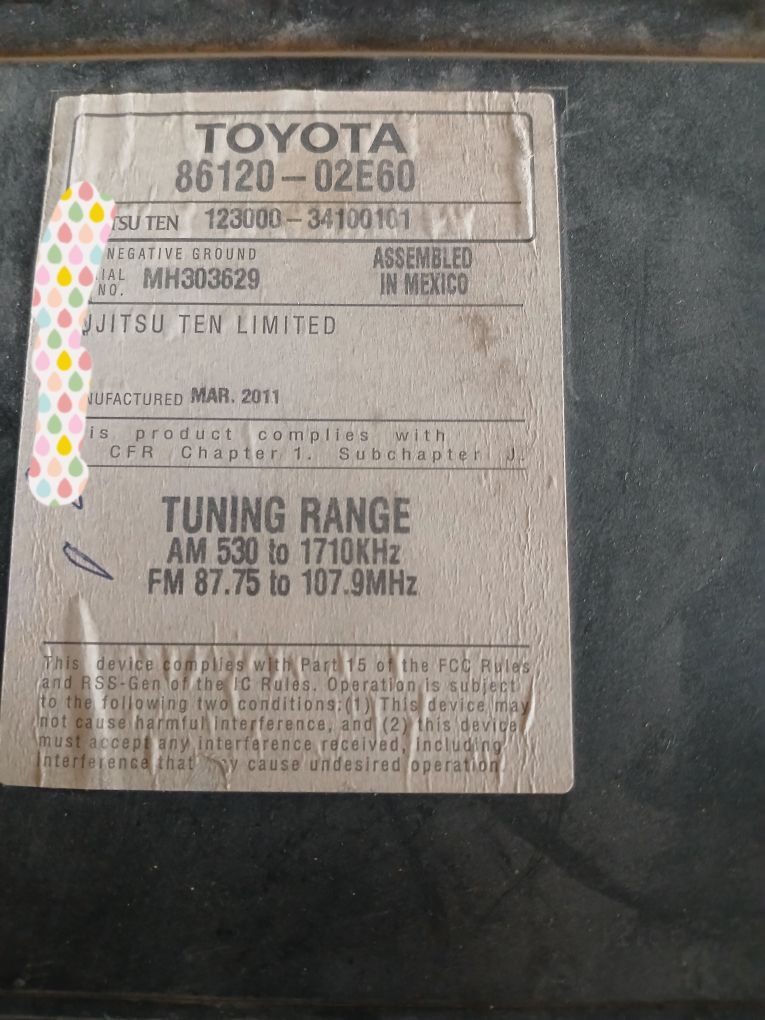 TOYOTA
86120-02E60
TSU TEN 123000-34100101
NEGATIVE GROUND
ASSEMBLED
IN MEXICO
IAL
NO. MH303629
JITSU TEN LIMITED
UFACTURED MAR. 2011
is product complies with
CFR Chapter 1. Subchapter J.
TUNING RANGE
AM 530 to 1710KHz
FM 87.75 to 107.9MHz
This device complies with Part 15 of the FCC Rules
and RSS-Gen of the IC Rules. Operation is subject
to the following two conditions:(1) This device may
not cause harmful interference, and (2) this device
must accept any interference received, including
interference that may cause undesired operation